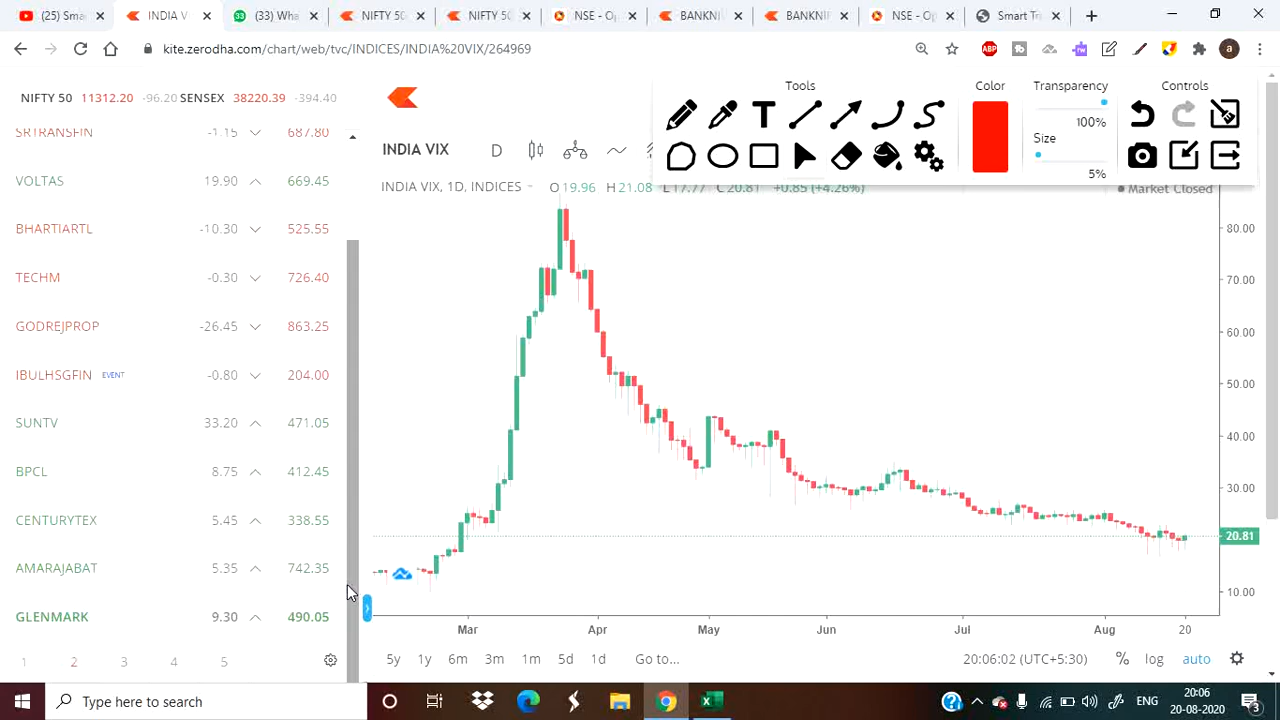 (25) Sma
INDIA V
(33) Wha
NIFTY 50
NIFTY 50
NSE - Op
BANKNIF
BANKNIF
NSE - Op
Smart Tr
kite.zerodha.com/chart/web/tvc/INDICES/INDIA%20VIX/264969
NIFTY 50 11312.20 -96.20 SENSEX 38220.39 -394.40
SRTRANSFIN -1.15 687.80
VOLTAS 19.90 669.45
BHARTIARTL -10.30 525.55
TECHM -0.30 726.40
GODREJPROP -26.45 863.25
IBULHSGFIN EVENT -0.80 204.00
SUNTV 33.20 471.05
BPCL 8.75 412.45
CENTURYTEX 5.45 338.55
AMARAJABAT 5.35 742.35
GLENMARK 9.30 490.05
1 2 3 4 5
Tools Color Transparency Controls
100%
Size
5%
INDIA VIX D
INDIA VIX, 1D, INDICES O 19.96 H 21.08 L 17.77 C 20.81 +0.85 (+4.26%) Market Closed
80.00
70.00
60.00
50.00
40.00
30.00
20.81
10.00
Mar Apr May Jun Jul Aug 20
5y 1y 6m 3m 1m 5d 1d Go to... 20:06:02 (UTC+5:30) % log auto
Type here to search
ENG
20:06
20-08-2020
3